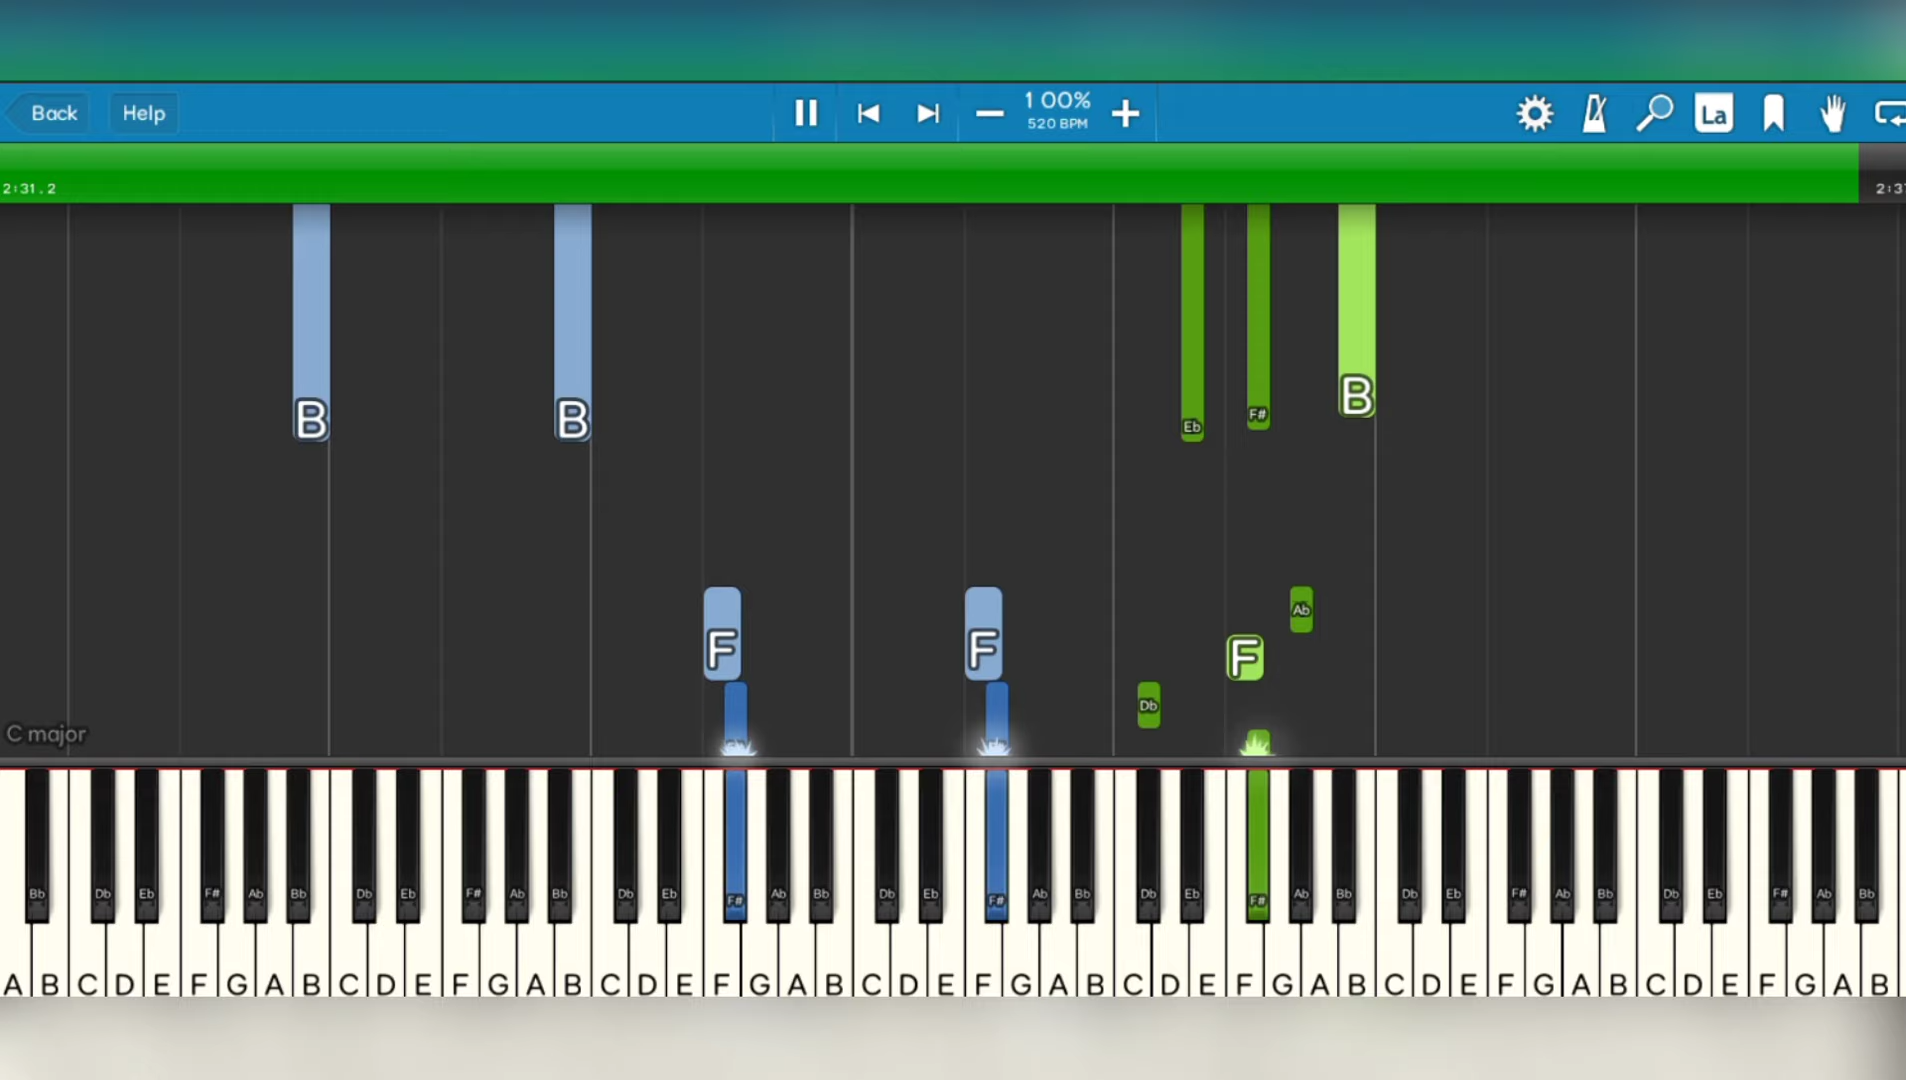 Back Help 100% La
520 BPM
2:31.2 2:37
B B Eb F# B
Ab
F F F
Db
C major
Bb Db Eb F# Ab Bb Db Eb F# Ab Bb Db Eb F# Ab Bb Db Eb F# Ab Bb Db Eb F# Ab Bb Db Eb F# Ab Bb Db Eb F# Ab Bb
A B C D E F G A B C D E F G A B C D E F G A B C D E F G A B C D E F G A B C D E F G A B C D E F G A B